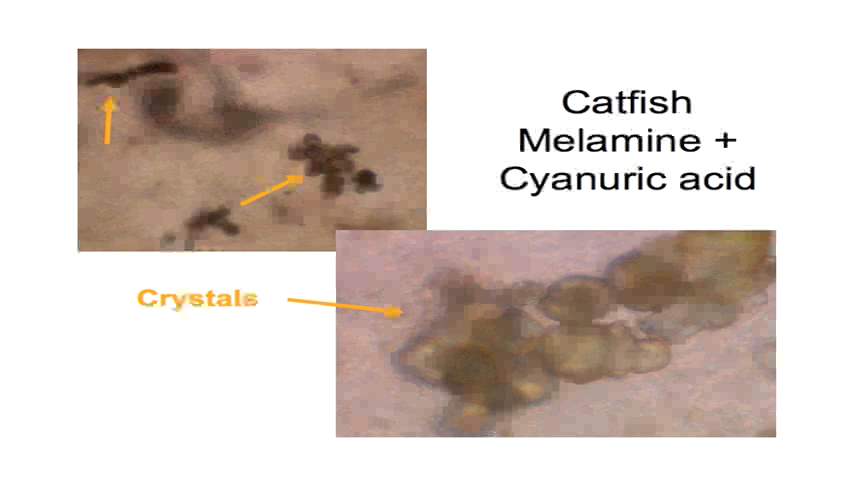 Catfish
Melamine +
Cyanuric acid
Crystals